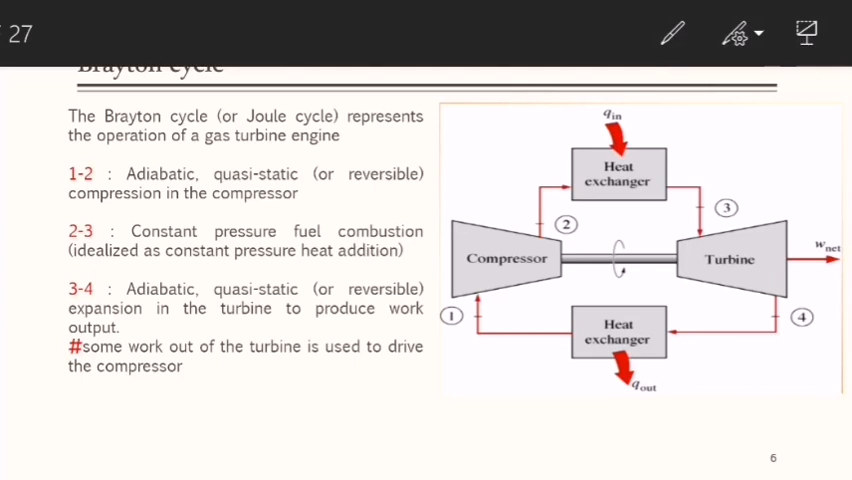 27
Brayton cycle
The Brayton cycle (or Joule cycle) represents
the operation of a gas turbine engine
1-2 : Adiabatic, quasi-static (or reversible)
compression in the compressor
2-3 : Constant pressure fuel combustion
(idealized as constant pressure heat addition)
3-4 : Adiabatic, quasi-static (or reversible)
expansion in the turbine to produce work
output.
#some work out of the turbine is used to drive
the compressor
qin
Heat
exchanger
2
3
Compressor
Turbine
wnet
1
Heat
exchanger
4
qout
6